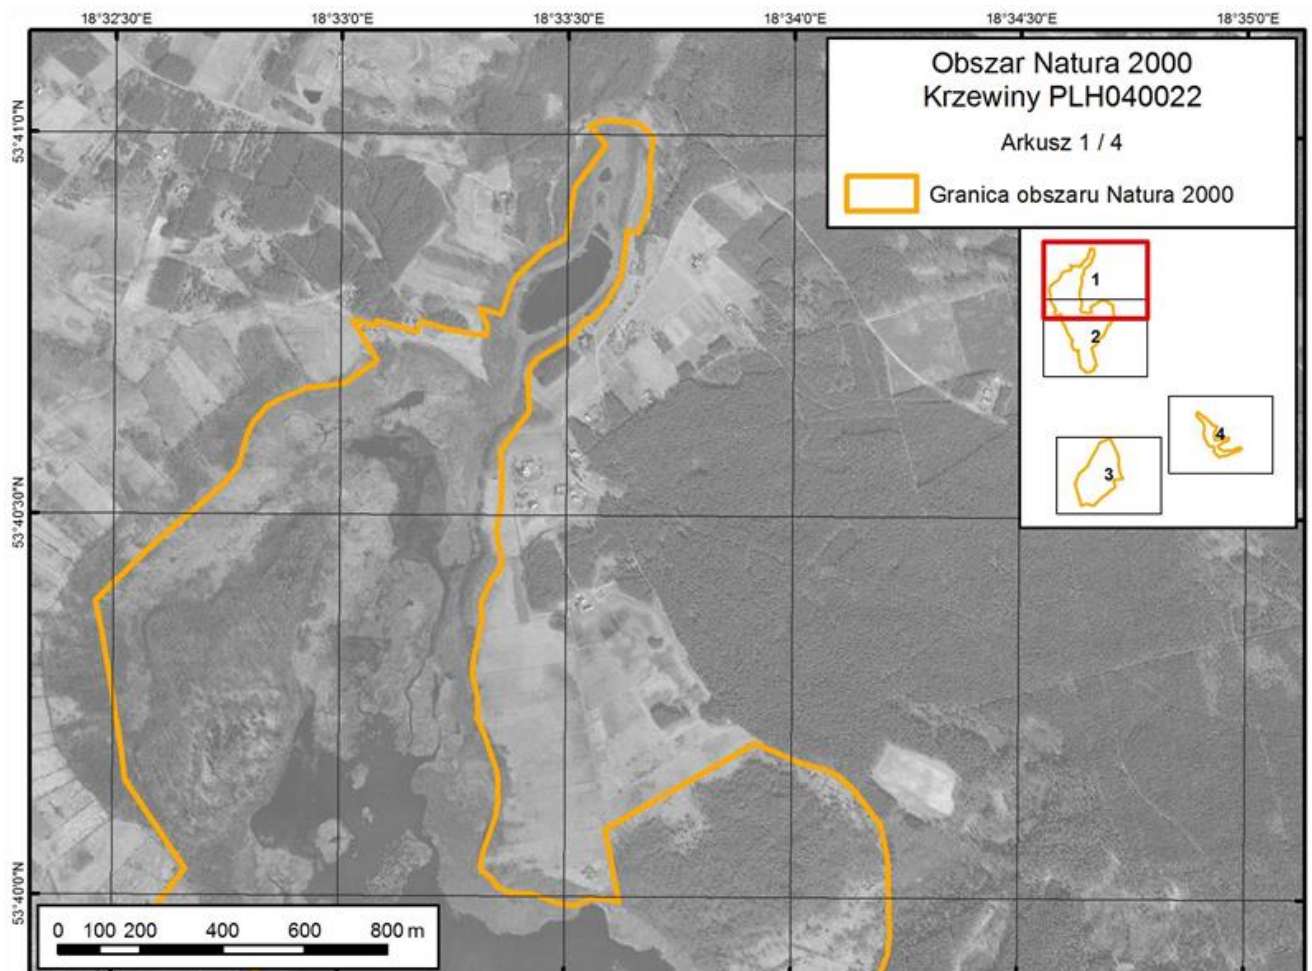 18°32'30"E 18°33'0"E 18°33'30"E 18°34'0"E 18°34'30"E 18°35'0"E
Obszar Natura 2000
Krzewiny PLH040022
Arkusz 1 / 4
Granica obszaru Natura 2000
53°41'0"N
1
2
4
3
53°40'30"N
53°40'0"N
0 100 200 400 600 800 m